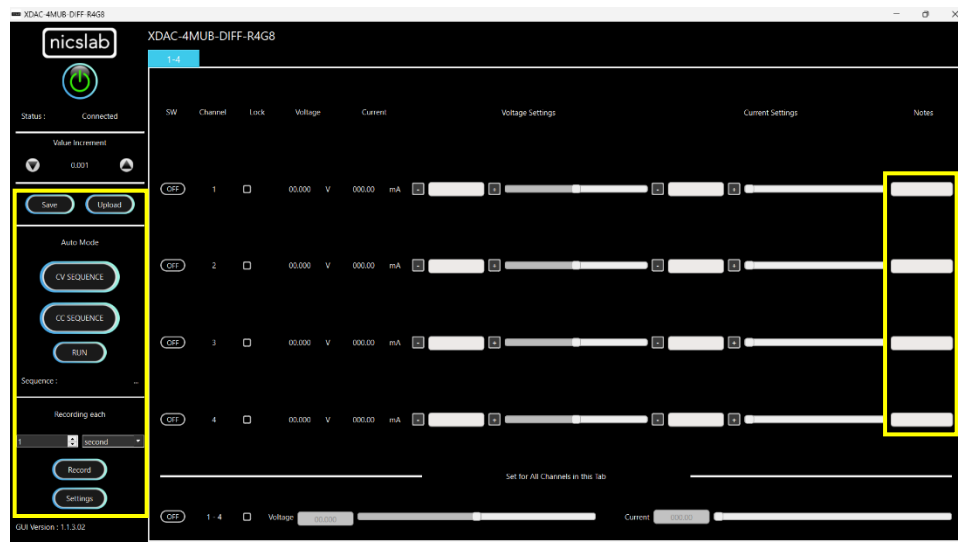 XDAC-4MUB-DIFF-R4G8
nicslab
XDAC-4MUB-DIFF-R4G8
1-4
Status : Connected
SW Channel Lock Voltage Current Voltage Settings Current Settings Notes
Value Increment
0.001
OFF 1 00.000 V 000.00 mA - + - +
Save Upload
Auto Mode
CV SEQUENCE
OFF 2 00.000 V 000.00 mA - + - +
CC SEQUENCE
RUN
OFF 3 00.000 V 000.00 mA - + - +
Sequence : --
Recording each
1 second
OFF 4 00.000 V 000.00 mA - + - +
Record
Settings
Set for All Channels in this Tab
OFF 1 - 4 Voltage 00.000 Current 000.00
GUI Version : 1.1.3.02